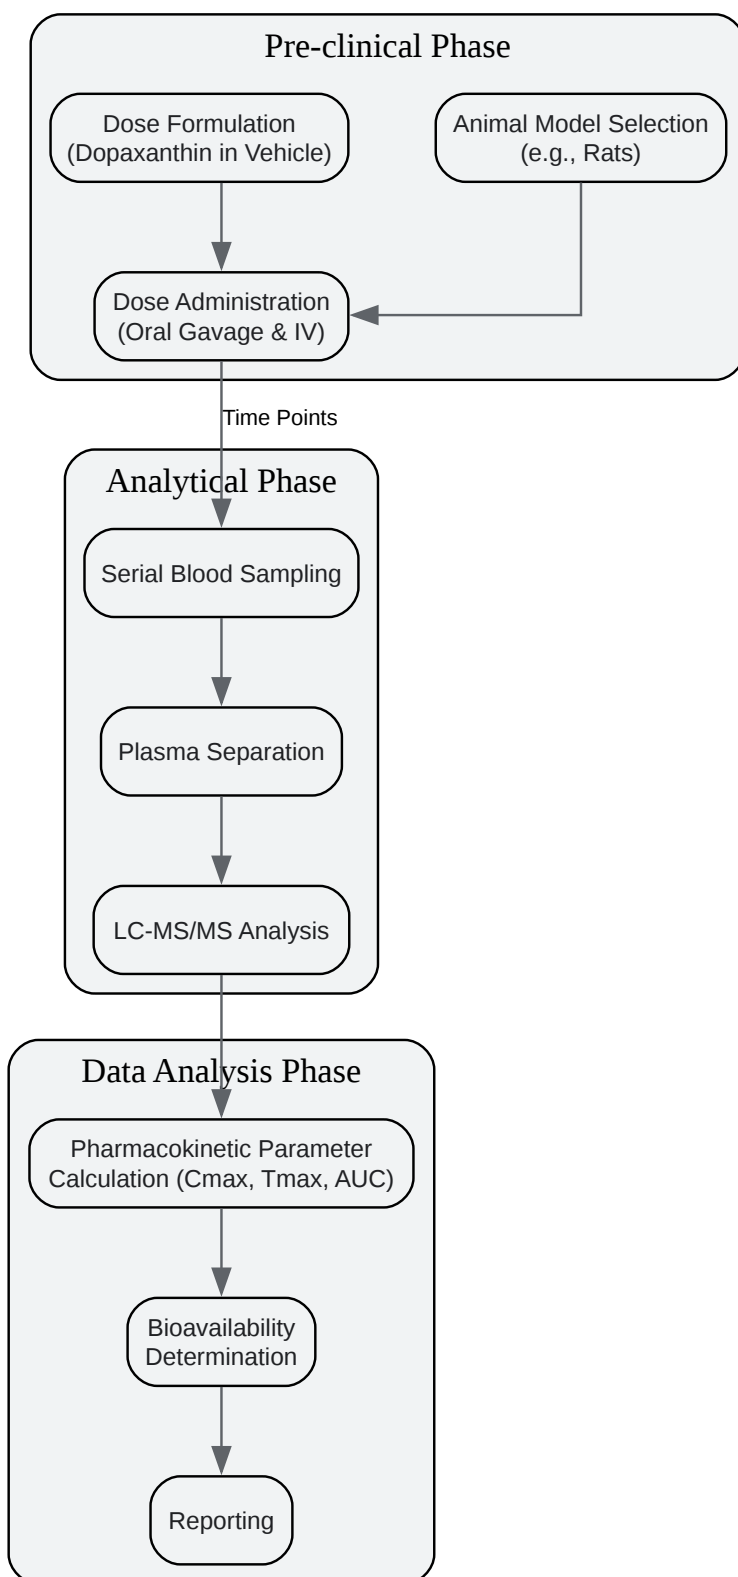 Pre-clinical Phase
Dose Formulation
(Dopaxanthin in Vehicle)
Animal Model Selection
(e.g., Rats)
Dose Administration
(Oral Gavage & IV)
Time Points
Analytical Phase
Serial Blood Sampling
Plasma Separation
LC-MS/MS Analysis
Data Analysis Phase
Pharmacokinetic Parameter
Calculation (Cmax, Tmax, AUC)
Bioavailability
Determination
Reporting